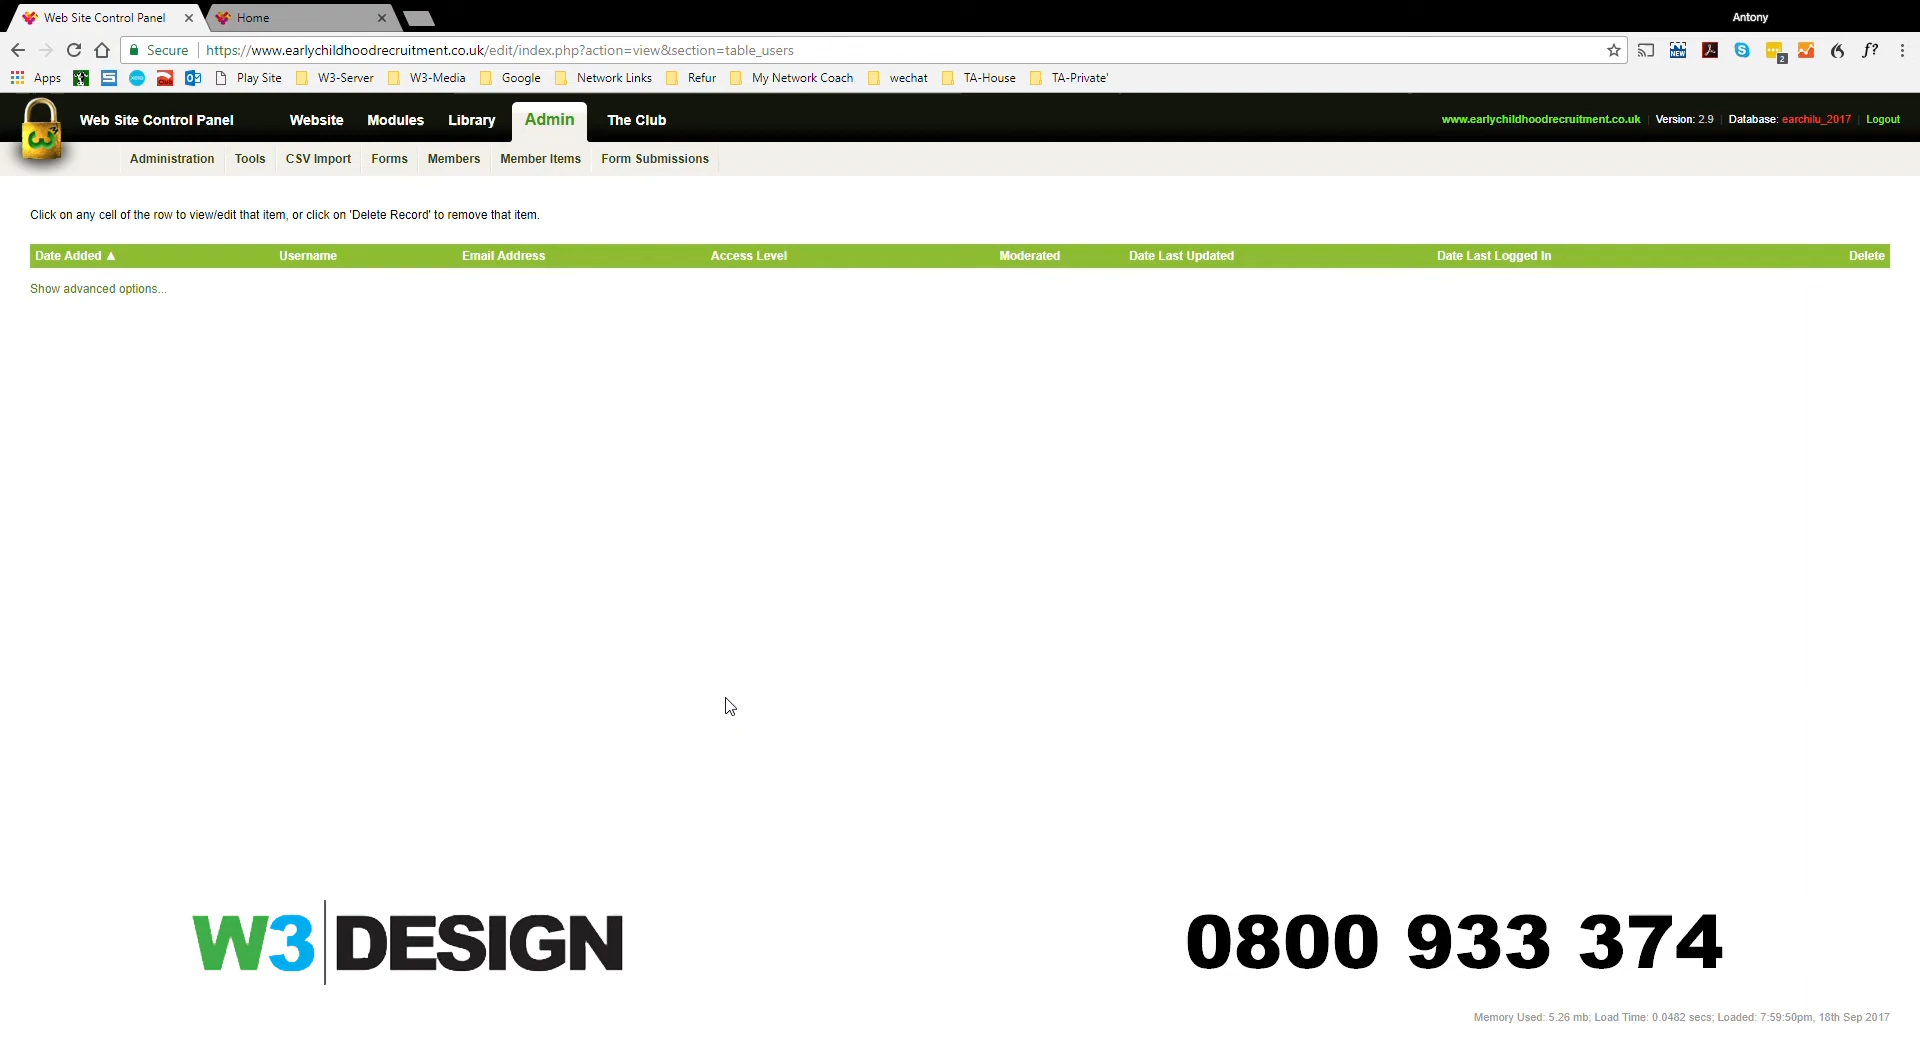 Web Site Control Panel
Home
Antony
Secure https://www.earlychildhoodrecruitment.co.uk/edit/index.php?action=view&section=table_users
Apps Play Site W3-Server W3-Media Google Network Links Refur My Network Coach wechat TA-House TA-Private'
Web Site Control Panel Website Modules Library Admin The Club www.earlychildhoodrecruitment.co.uk Version: 2.9 Database: earchilu_2017 Logout
Administration Tools CSV Import Forms Members Member Items Form Submissions
Click on any cell of the row to view/edit that item, or click on 'Delete Record' to remove that item.
Date Added ▲ Username Email Address Access Level Moderated Date Last Updated Date Last Logged In Delete
Show advanced options...
W3 DESIGN
0800 933 374
Memory Used: 5.26 mb; Load Time: 0.0482 secs; Loaded: 7:59:50pm, 18th Sep 2017